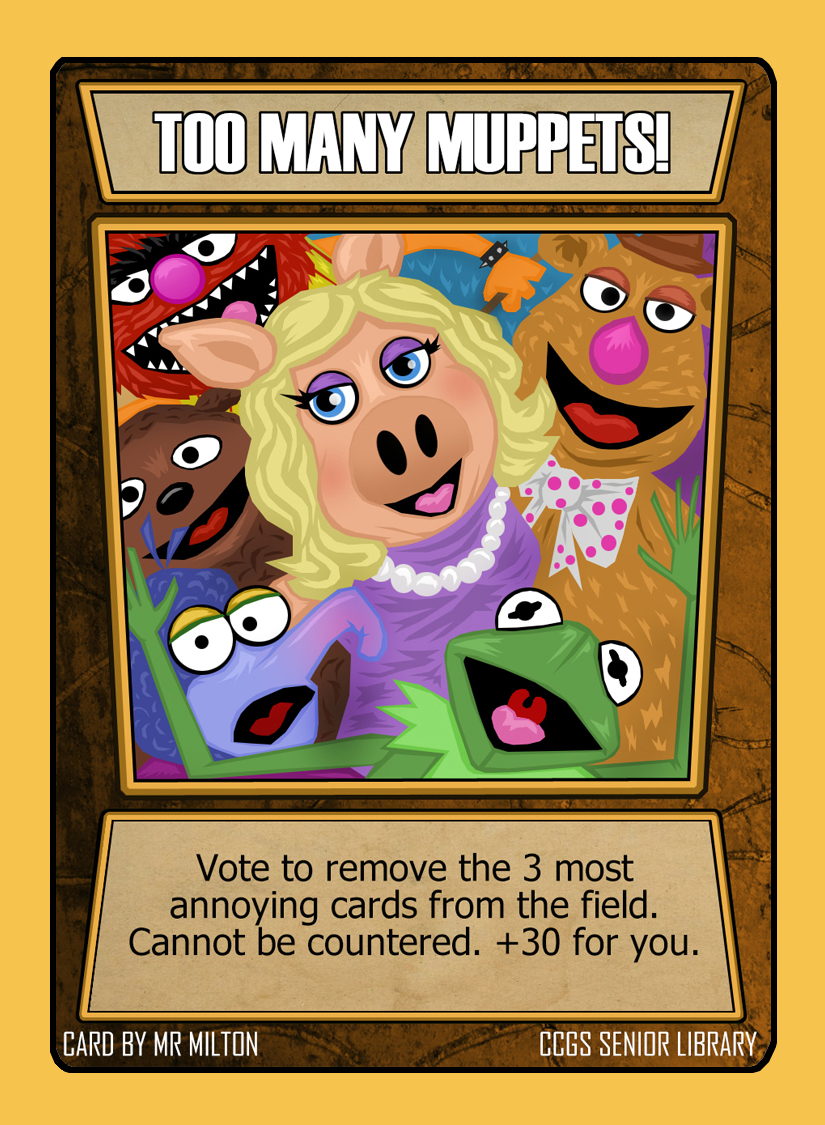 TOO MANY MUPPETS!
Vote to remove the 3 most
annoying cards from the field.
Cannot be countered. +30 for you.
CARD BY MR MILTON
CCGS SENIOR LIBRARY